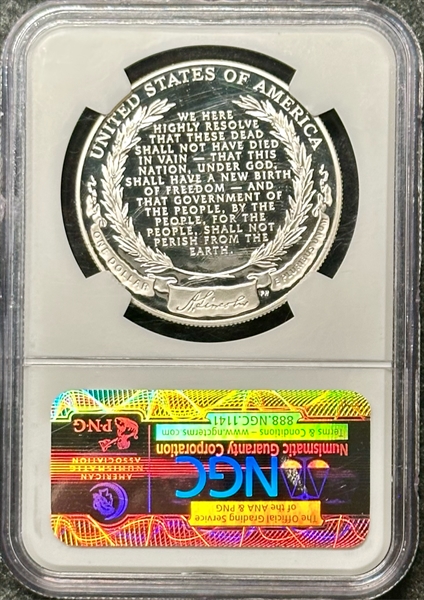 UNITED STATES OF AMERICA
WE HERE
HIGHLY RESOLVE
THAT THESE DEAD
SHALL NOT HAVE DIED
IN VAIN – THAT THIS
NATION, UNDER GOD–
SHALL HAVE A NEW BIRTH
OF FREEDOM – AND
THAT GOVERNMENT OF
THE PEOPLE, BY THE
PEOPLE, FOR THE
PEOPLE, SHALL NOT
PERISH FROM THE
EARTH.
ONE DOLLAR
E PLURIBUS UNUM
A. Lincoln
The Official Grading Service
of the ANA & PNG
NGC
Numismatic Guaranty Corporation
Terms & Conditions – www.ngcterms.com
888.NGC.1141
AMERICAN
NUMISMATIC
ASSOCIATION
PNG